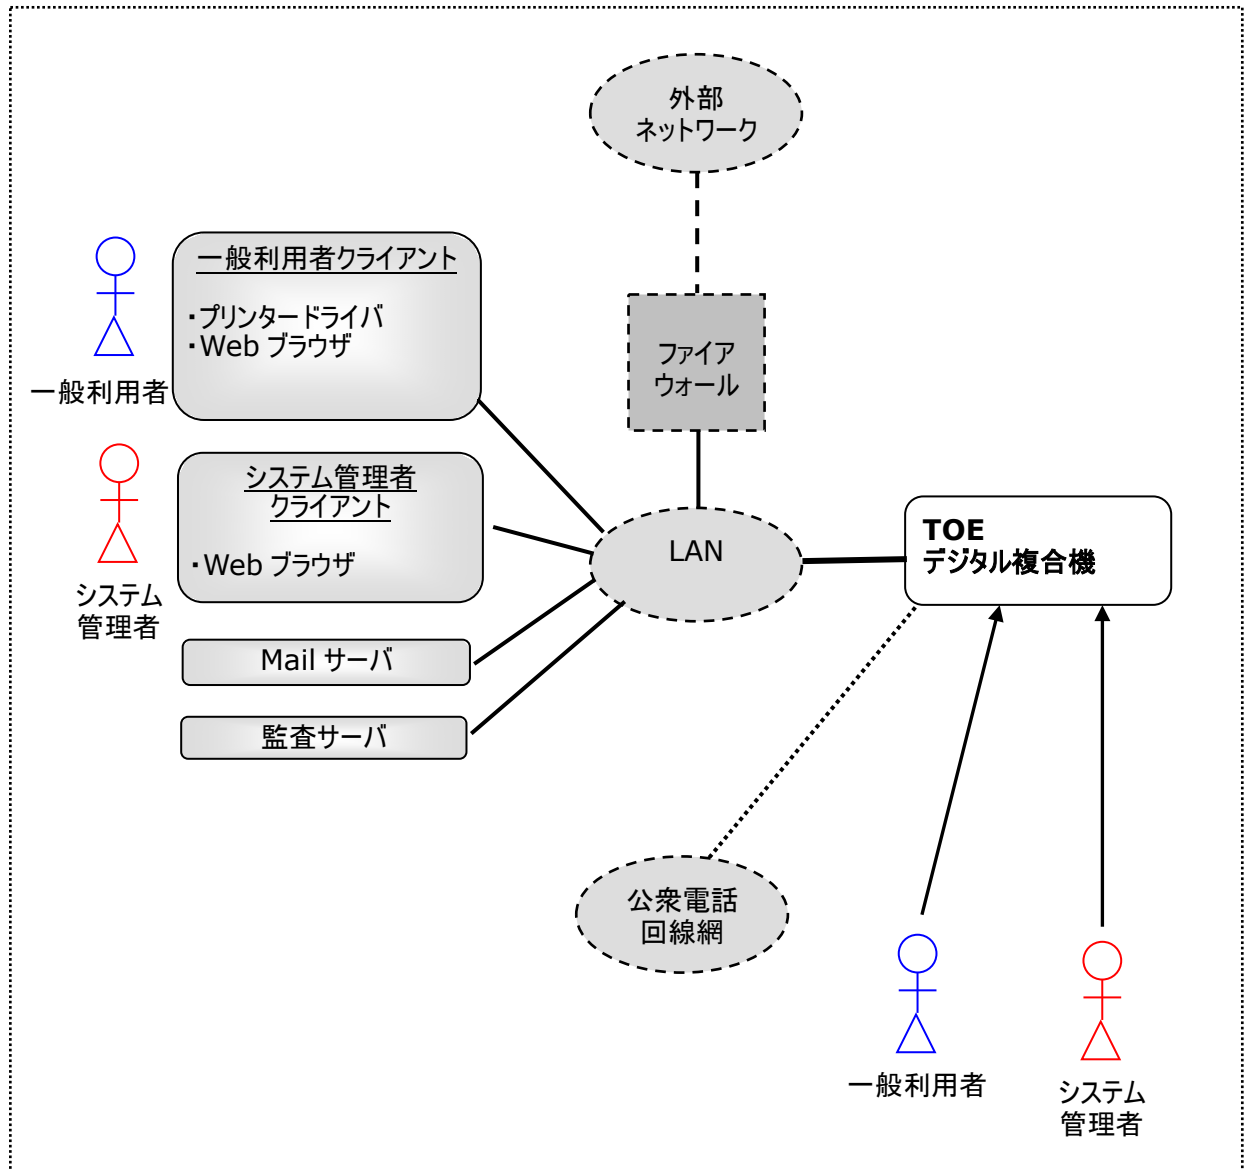 外部
ネットワーク
一般利用者クライアント
・プリンタードライバ
・Web ブラウザ
一般利用者
ファイア
ウォール
システム管理者
クライアント
・Web ブラウザ
システム
管理者
LAN
TOE
デジタル複合機
Mail サーバ
監査サーバ
公衆電話
回線網
一般利用者
システム
管理者